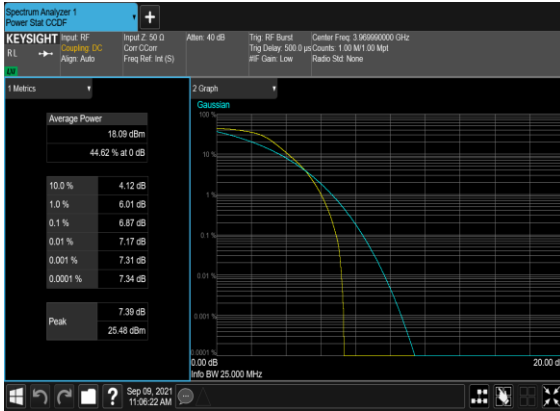 Spectrum Analyzer 1
Power Stat CCDF
+
KEYSIGHT
RL
Input: RF
Coupling: DC
Align: Auto
Input Z: 50 Ω
Corr CCorr
Freq Ref: Int (S)
Atten: 40 dB
Trig: RF Burst
Trig Delay: 500.0 µs
#IF Gain: Low
Center Freq: 3.969990000 GHz
Counts: 1.00 M/1.00 Mpt
Radio Std: None
1 Metrics
Average Power
18.09 dBm
44.62 % at 0 dB
10.0 % 4.12 dB
1.0 % 6.01 dB
0.1 % 6.87 dB
0.01 % 7.17 dB
0.001 % 7.31 dB
0.0001 % 7.34 dB
Peak
7.39 dB
25.48 dBm
2 Graph
Gaussian
100 %
10 %
1 %
0.1 %
0.01 %
0.001 %
0.0001 %
0.00 dB
20.00 d
Info BW 25.000 MHz
?
Sep 09, 2021
11:06:22 AM